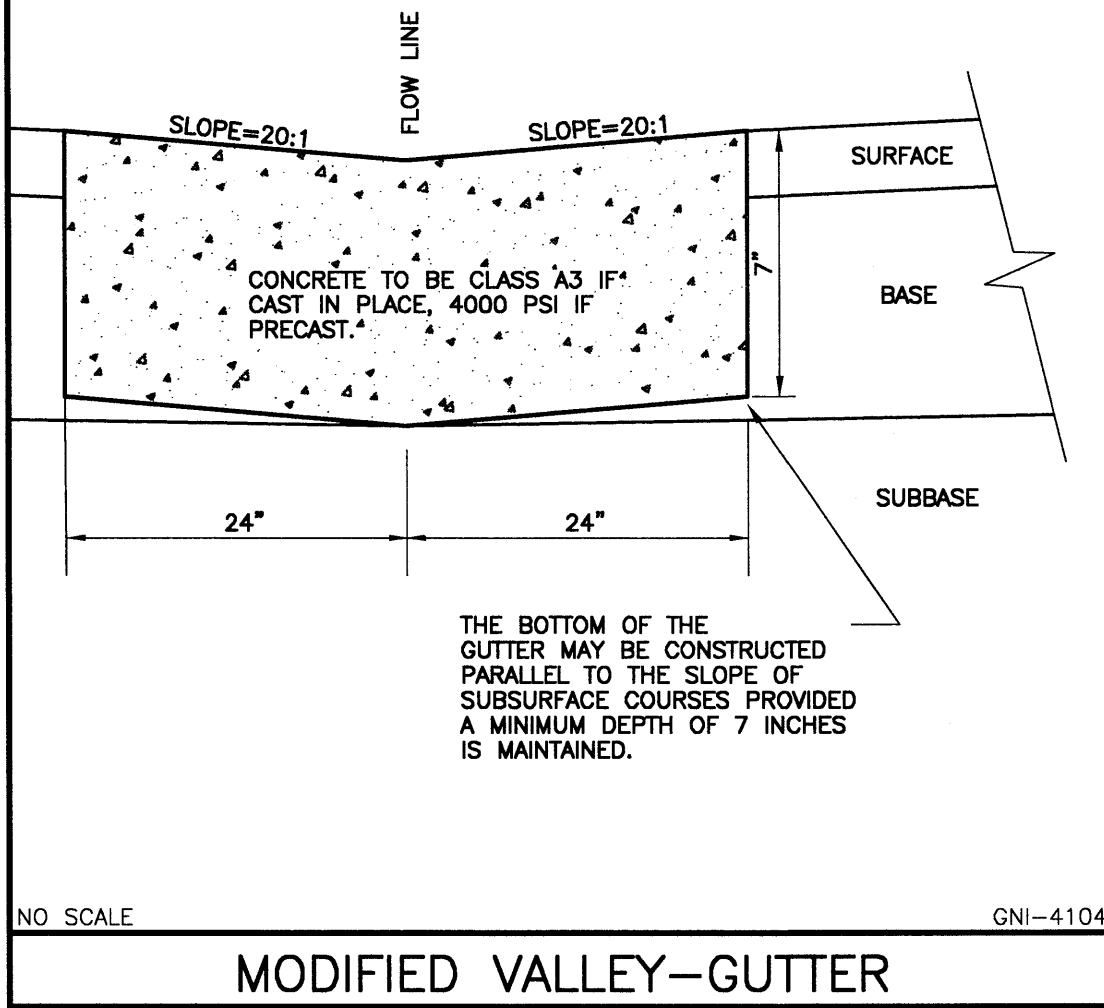 FLOW LINE
SLOPE=20:1
SLOPE=20:1
SURFACE
7"
CONCRETE TO BE CLASS A3 IF
CAST IN PLACE, 4000 PSI IF
PRECAST.
BASE
SUBBASE
24"
24"
THE BOTTOM OF THE
GUTTER MAY BE CONSTRUCTED
PARALLEL TO THE SLOPE OF
SUBSURFACE COURSES PROVIDED
A MINIMUM DEPTH OF 7 INCHES
IS MAINTAINED.
NO SCALE
GNI-4104
MODIFIED VALLEY-GUTTER